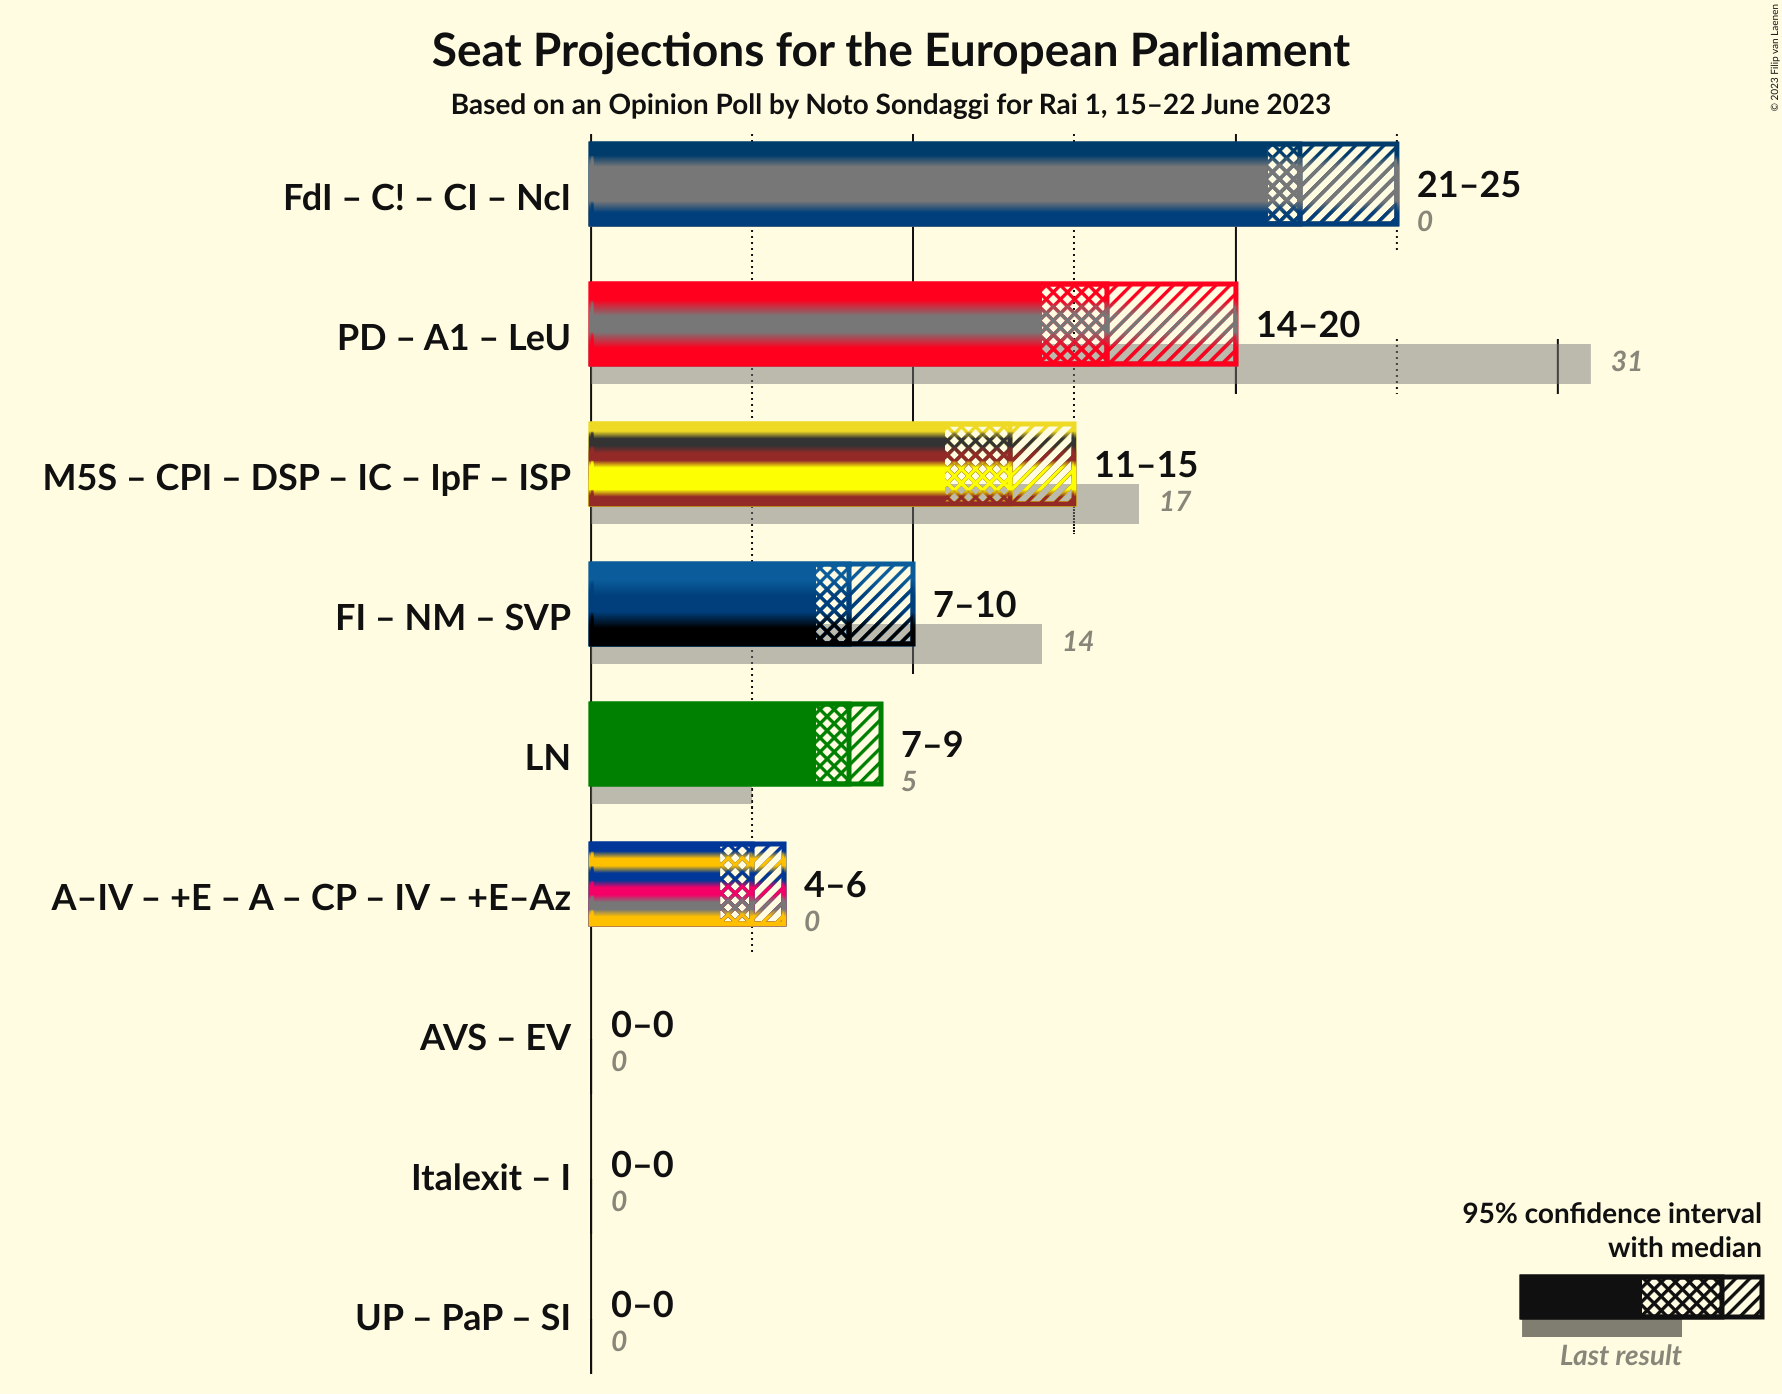 Seat Projections for the European Parliament
Based on an Opinion Poll by Noto Sondaggi for Rai 1, 15–22 June 2023
© 2023 Filip van Laenen
FdI – C! – CI – NcI
21–25
0
PD – A1 – LeU
14–20
31
M5S – CPI – DSP – IC – IpF – ISP
11–15
17
FI – NM – SVP
7–10
14
LN
7–9
5
A–IV – +E – A – CP – IV – +E–Az
4–6
0
AVS – EV
0–0
0
Italexit – I
0–0
0
UP – PaP – SI
0–0
0
95% confidence interval
with median
Last result